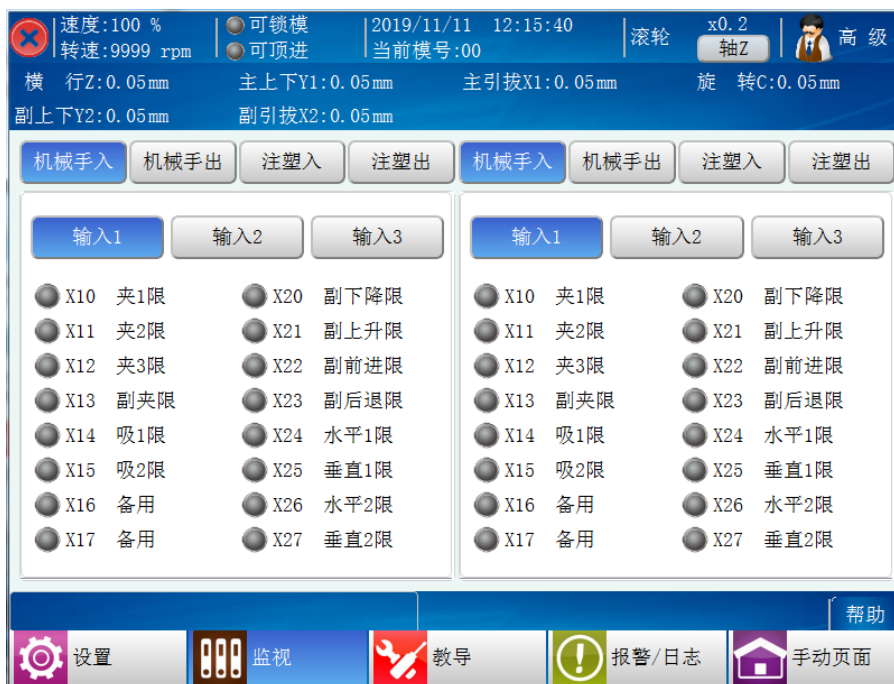 速度:100 % 可锁模 2019/11/11 12:15:40 滚轮 x0.2 高 级
转速:9999 rpm 可顶进 当前模号:00 轴Z
横 行Z:0.05mm 主上下Y1:0.05mm 主引拔X1:0.05mm 旋 转C:0.05mm
副上下Y2:0.05mm 副引拔X2:0.05mm
机械手入 机械手出 注塑入 注塑出 机械手入 机械手出 注塑入 注塑出
输入1 输入2 输入3 输入1 输入2 输入3
X10 夹1限 X20 副下降限 X10 夹1限 X20 副下降限
X11 夹2限 X21 副上升限 X11 夹2限 X21 副上升限
X12 夹3限 X22 副前进限 X12 夹3限 X22 副前进限
X13 副夹限 X23 副后退限 X13 副夹限 X23 副后退限
X14 吸1限 X24 水平1限 X14 吸1限 X24 水平1限
X15 吸2限 X25 垂直1限 X15 吸2限 X25 垂直1限
X16 备用 X26 水平2限 X16 备用 X26 水平2限
X17 备用 X27 垂直2限 X17 备用 X27 垂直2限
帮助
设置 监视 教导 报警/日志 手动页面